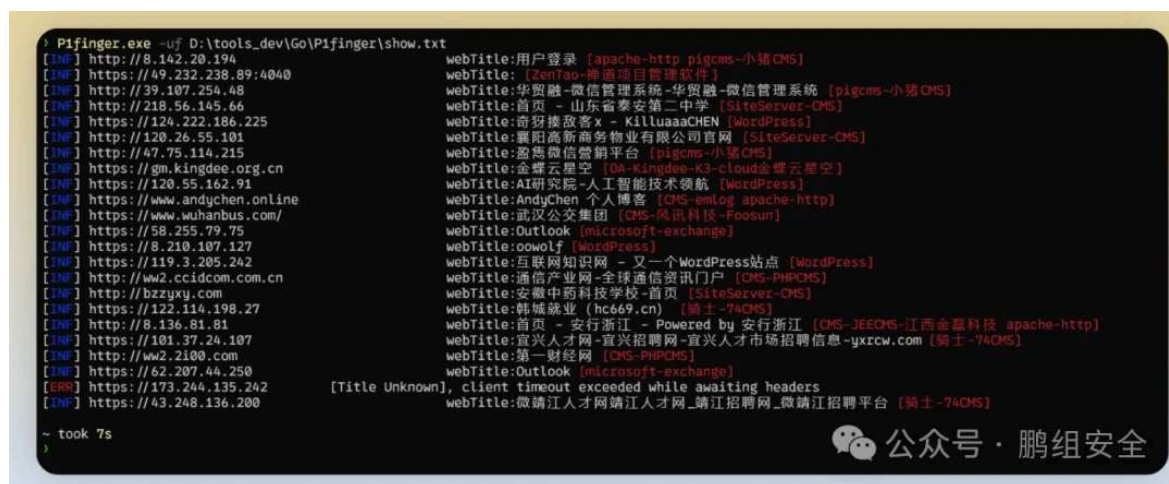 › P1finger.exe -uf D:\tools_dev\Go\P1finger\show.txt
[INF] http://8.142.20.194 webTitle:用户登录 [apache-http pigcms-小猪CMS]
[INF] https://49.232.238.89:4040 webTitle: [ZenTao-禅道项目管理软件]
[INF] http://39.107.254.48 webTitle:华贸融-微信管理系统-华贸融-微信管理系统 [pigcms-小猪CMS]
[INF] http://218.56.145.66 webTitle:首页 - 山东省泰安第二中学 [SiteServer-CMS]
[INF] https://124.222.186.225 webTitle:奇犽揍敌客x - KilluaaaCHEN [WordPress]
[INF] http://120.26.55.101 webTitle:襄阳高新商务物业有限公司官网 [SiteServer-CMS]
[INF] http://47.75.114.215 webTitle:盈雋微信营銷平台 [pigcms-小猪CMS]
[INF] https://gm.kingdee.org.cn webTitle:金蝶云星空 [OA-Kingdee-K3-cloud金蝶云星空]
[INF] https://120.55.162.91 webTitle:AI研究院-人工智能技术领航 [WordPress]
[INF] https://www.andychen.online webTitle:AndyChen 个人博客 [CMS-emlog apache-http]
[INF] https://www.wuhanbus.com/ webTitle:武汉公交集团 [CMS-风讯科技-Foosun]
[INF] https://58.255.79.75 webTitle:Outlook [microsoft-exchange]
[INF] https://8.210.107.127 webTitle:oowolf [WordPress]
[INF] https://119.3.205.242 webTitle:互联网知识网 - 又一个WordPress站点 [WordPress]
[INF] http://ww2.ccidcom.com.cn webTitle:通信产业网-全球通信资讯门户 [CMS-PHPCMS]
[INF] http://bzzyxy.com webTitle:安徽中药科技学校-首页 [SiteServer-CMS]
[INF] https://122.114.198.27 webTitle:韩城就业 (hc669.cn) [骑士-74CMS]
[INF] http://8.136.81.81 webTitle:首页 - 安行浙江 - Powered by 安行浙江 [CMS-JEECMS-江西金磊科技 apache-http]
[INF] https://101.37.24.107 webTitle:宜兴人才网-宜兴招聘网-宜兴人才市场招聘信息-yxrcw.com [骑士-74CMS]
[INF] http://ww2.2i00.com webTitle:第一财经网 [CMS-PHPCMS]
[INF] https://62.207.44.250 webTitle:Outlook [microsoft-exchange]
[ERR] https://173.244.135.242 [Title Unknown], client timeout exceeded while awaiting headers
[INF] https://43.248.136.200 webTitle:微靖江人才网靖江人才网_靖江招聘网_微靖江招聘平台 [骑士-74CMS]
~ took 7s
›
公众号 · 鹏组安全